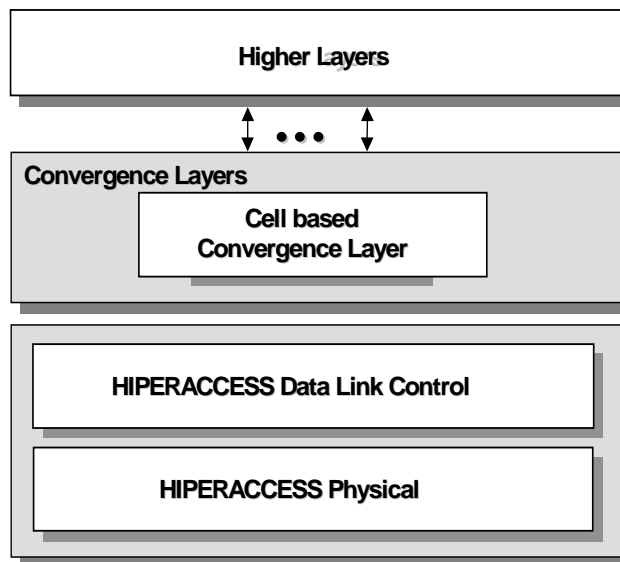 Higher Layers
Convergence Layers
Cell based
Convergence Layer
HIPERACCESS Data Link Control
HIPERACCESS Physical